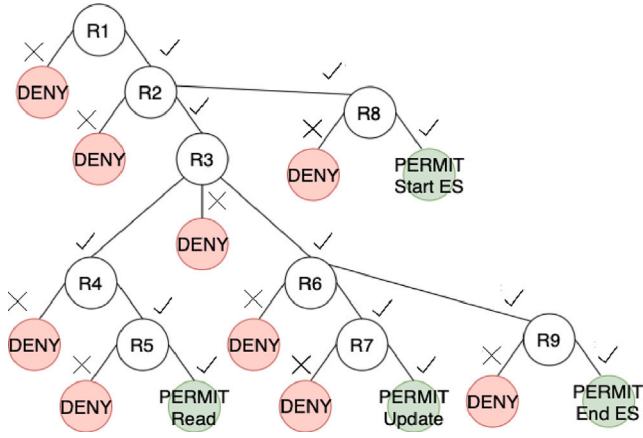 R1
DENY
R2
R8
DENY
DENY
PERMIT
Start ES
R3
DENY
R4
R6
DENY
R5
DENY
R7
R9
DENY
PERMIT
Read
DENY
PERMIT
Update
DENY
PERMIT
End ES